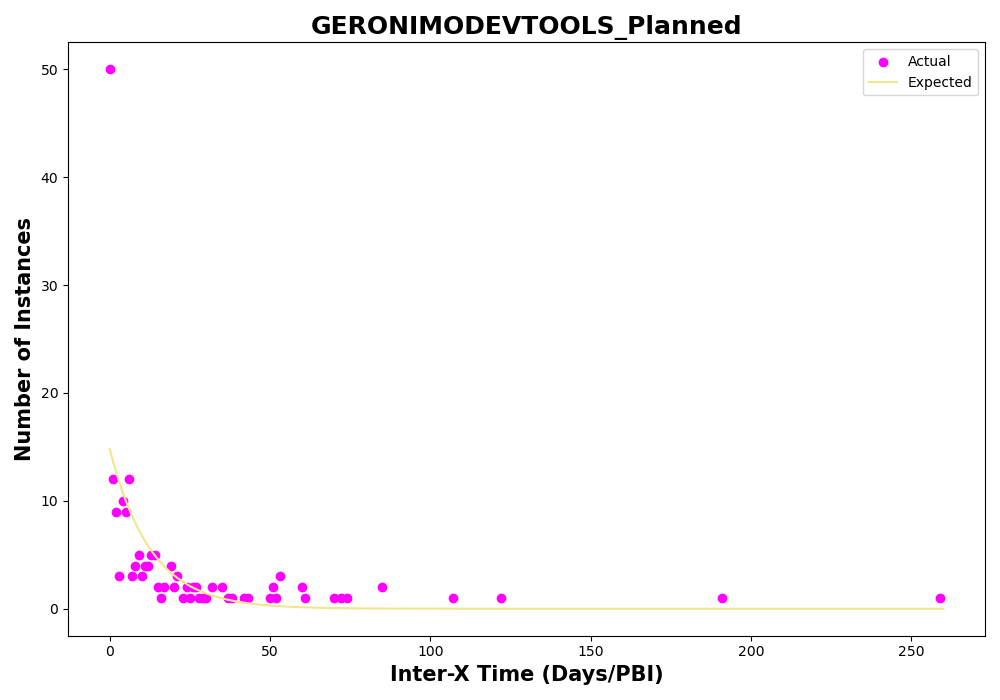 GERONIMODEVTOOLS_Planned
Actual
Expected
Number of Instances
50
40
30
20
10
0
0
50
100
150
200
250
Inter-X Time (Days/PBI)